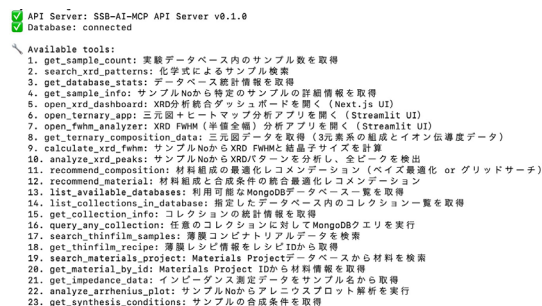 ✅ API Server: SSB-AI-MCP API Server v0.1.0
✅ Database: connected
🔧 Available tools:
1. get_sample_count: 実験データベース内のサンプル数を取得
2. search_xrd_patterns: 化学式によるサンプル検索
3. get_database_stats: データベース統計情報を取得
4. get_sample_info: サンプルNoから特定のサンプルの詳細情報を取得
5. open_xrd_dashboard: XRD分析統合ダッシュボードを開く (Next.js UI)
6. open_ternary_app: 三元図＋ヒートマップ分析アプリを開く (Streamlit UI)
7. open_fwhm_analyzer: XRD FWHM（半値全幅）分析アプリを開く (Streamlit UI)
8. get_ternary_composition_data: 三元図データを取得（3元素系の組成とイオン伝導度データ）
9. calculate_xrd_fwhm: サンプルNoからXRD FWHMと結晶子サイズを計算
10. analyze_xrd_peaks: サンプルNoからXRDパターンを分析し、全ピークを検出
11. recommend_composition: 材料組成の最適化レコメンデーション（ベイズ最適化 or グリッドサーチ）
12. recommend_material: 材料組成と合成条件の統合最適化レコメンデーション
13. list_available_databases: 利用可能なMongoDBデータベース一覧を取得
14. list_collections_in_database: 指定したデータベース内のコレクション一覧を取得
15. get_collection_info: コレクションの統計情報を取得
16. query_any_collection: 任意のコレクションに対してMongoDBクエリを実行
17. search_thinfilm_samples: 薄膜コンビナトリアルデータを検索
18. get_thinfilm_recipe: 薄膜レシピ情報をレシピIDから取得
19. search_materials_project: Materials Projectデータベースから材料を検索
20. get_material_by_id: Materials Project IDから材料情報を取得
21. get_impedance_data: インピーダンス測定データをサンプル名から取得
22. analyze_arrhenius_plot: サンプルNoからアレニウスプロット解析を実行
get_synthesis_conditions: サンプルの合成条件を取得